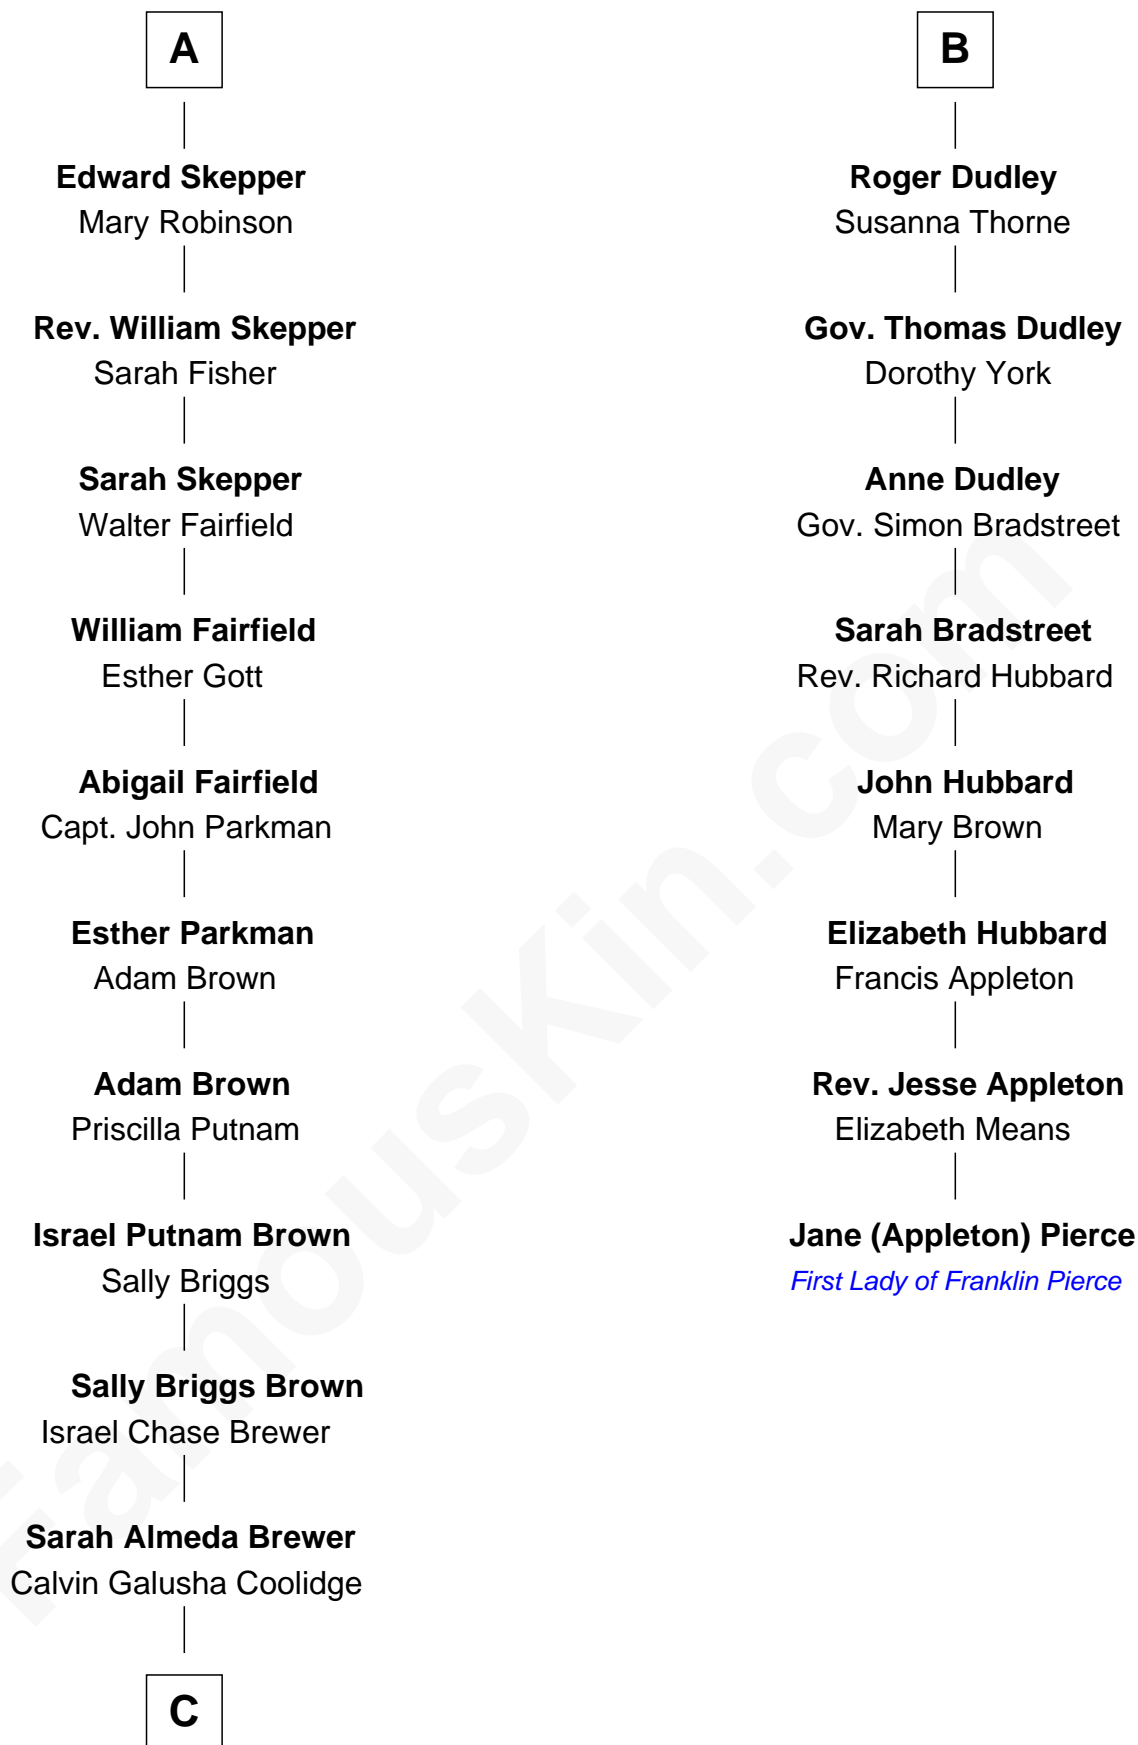 A
Edward Skepper
Mary Robinson
Rev. William Skepper
Sarah Fisher
Sarah Skepper
Walter Fairfield
William Fairfield
Esther Gott
Abigail Fairfield
Capt. John Parkman
Esther Parkman
Adam Brown
Adam Brown
Priscilla Putnam
Israel Putnam Brown
Sally Briggs
Sally Briggs Brown
Israel Chase Brewer
Sarah Almeda Brewer
Calvin Galusha Coolidge
C
B
Roger Dudley
Susanna Thorne
Gov. Thomas Dudley
Dorothy York
Anne Dudley
Gov. Simon Bradstreet
Sarah Bradstreet
Rev. Richard Hubbard
John Hubbard
Mary Brown
Elizabeth Hubbard
Francis Appleton
Rev. Jesse Appleton
Elizabeth Means
Jane (Appleton) Pierce
First Lady of Franklin Pierce
FamousKin.com